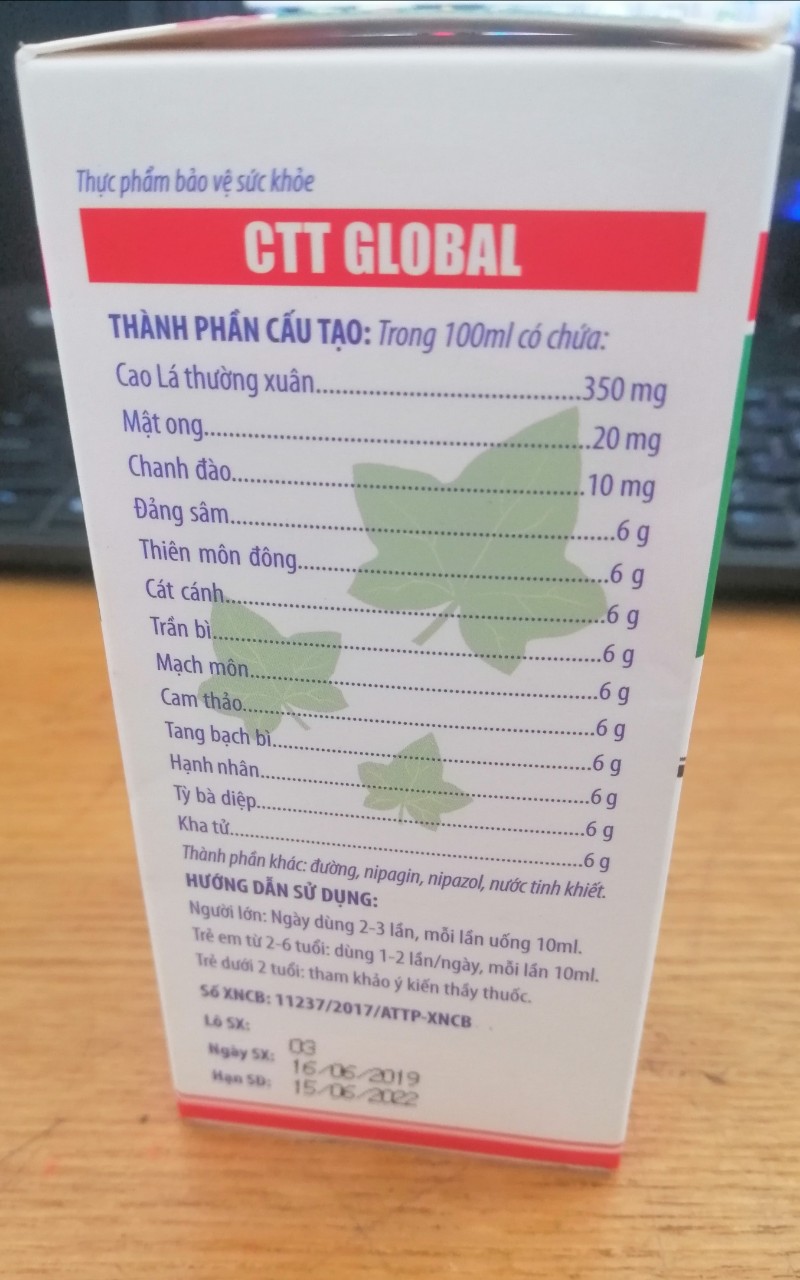 Thực phẩm bảo vệ sức khỏe
CTT GLOBAL
THÀNH PHẦN CẤU TẠO: Trong 100ml có chứa:
Cao Lá thường xuân..................................350 mg
Mật ong..................................................20 mg
Chanh đào..............................................10 mg
Đảng sâm..................................................6 g
Thiên môn đông........................................6 g
Cát cánh....................................................6 g
Trần bì......................................................6 g
Mạch môn.................................................6 g
Cam thảo..................................................6 g
Tang bạch bì.............................................6 g
Hạnh nhân................................................6 g
Tỳ bà diệp.................................................6 g
Kha tử.......................................................6 g
Thành phần khác: đường, nipagin, nipazol, nước tinh khiết.
HƯỚNG DẪN SỬ DỤNG:
Người lớn: Ngày dùng 2-3 lần, mỗi lần uống 10ml.
Trẻ em từ 2-6 tuổi: dùng 1-2 lần/ngày, mỗi lần 10ml.
Trẻ dưới 2 tuổi: tham khảo ý kiến thầy thuốc.
Số XNCB: 11237/2017/ATTP-XNCB
Lô SX: 03
Ngày SX: 16/06/2019
Hạn SD: 15/06/2022